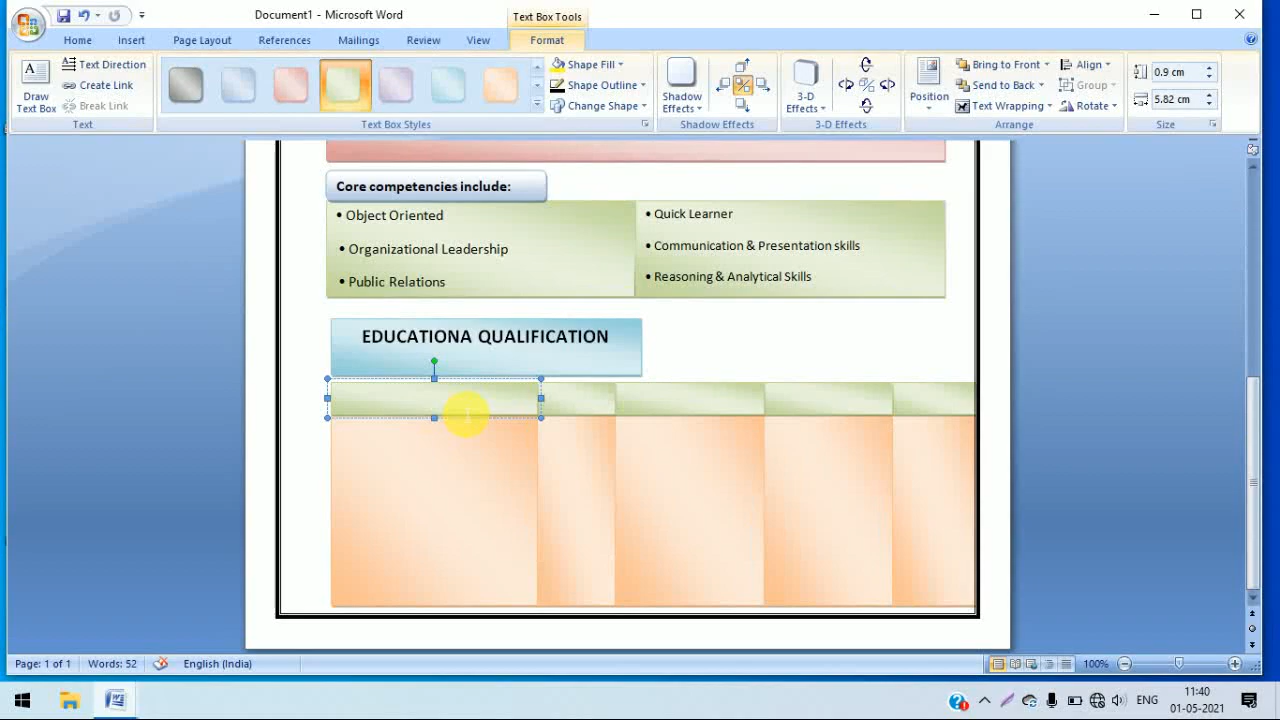 Document1 - Microsoft Word
Text Box Tools
Home Insert Page Layout References Mailings Review View Format
Draw Text Box
Text Direction
Create Link
Break Link
Text
Text Box Styles
Shape Fill
Shape Outline
Change Shape
Shadow Effects
Shadow Effects
3-D Effects
3-D Effects
Position
Bring to Front
Send to Back
Text Wrapping
Align
Group
Rotate
Arrange
0.9 cm
5.82 cm
Size
Core competencies include:
• Object Oriented
• Organizational Leadership
• Public Relations
• Quick Learner
• Communication & Presentation skills
• Reasoning & Analytical Skills
EDUCATIONA QUALIFICATION
Page: 1 of 1 Words: 52 English (India) 100%
ENG
11:40
01-05-2021